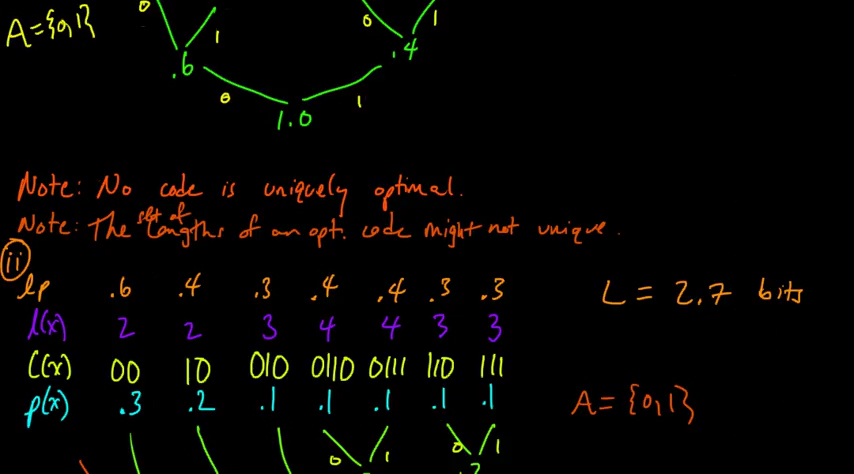 A={0,1}
0
1
0
1
.6
.4
0
1
1.0
Note: No code is uniquely optimal.
Note: The set of lengths of an opt. code might not unique.
ii
lp .6 .4 .3 .4 .4 .3 .3
L = 2.7 bits
l(x) 2 2 3 4 4 3 3
C(x) 00 10 010 0110 0111 110 111
p(x) .3 .2 .1 .1 .1 .1 .1
A={0,1}
0
1
0
1